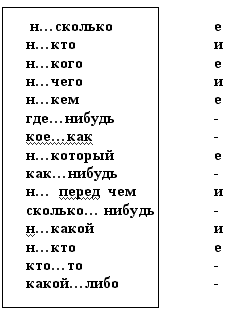 н…сколько е
н…кто и
н…кого е
н…чего и
н…кем е
где…нибудь -
кое…как -
н…который е
как…нибудь -
н… перед чем и
сколько… нибудь -
н…какой и
н…кто е
кто…то -
какой…либо -